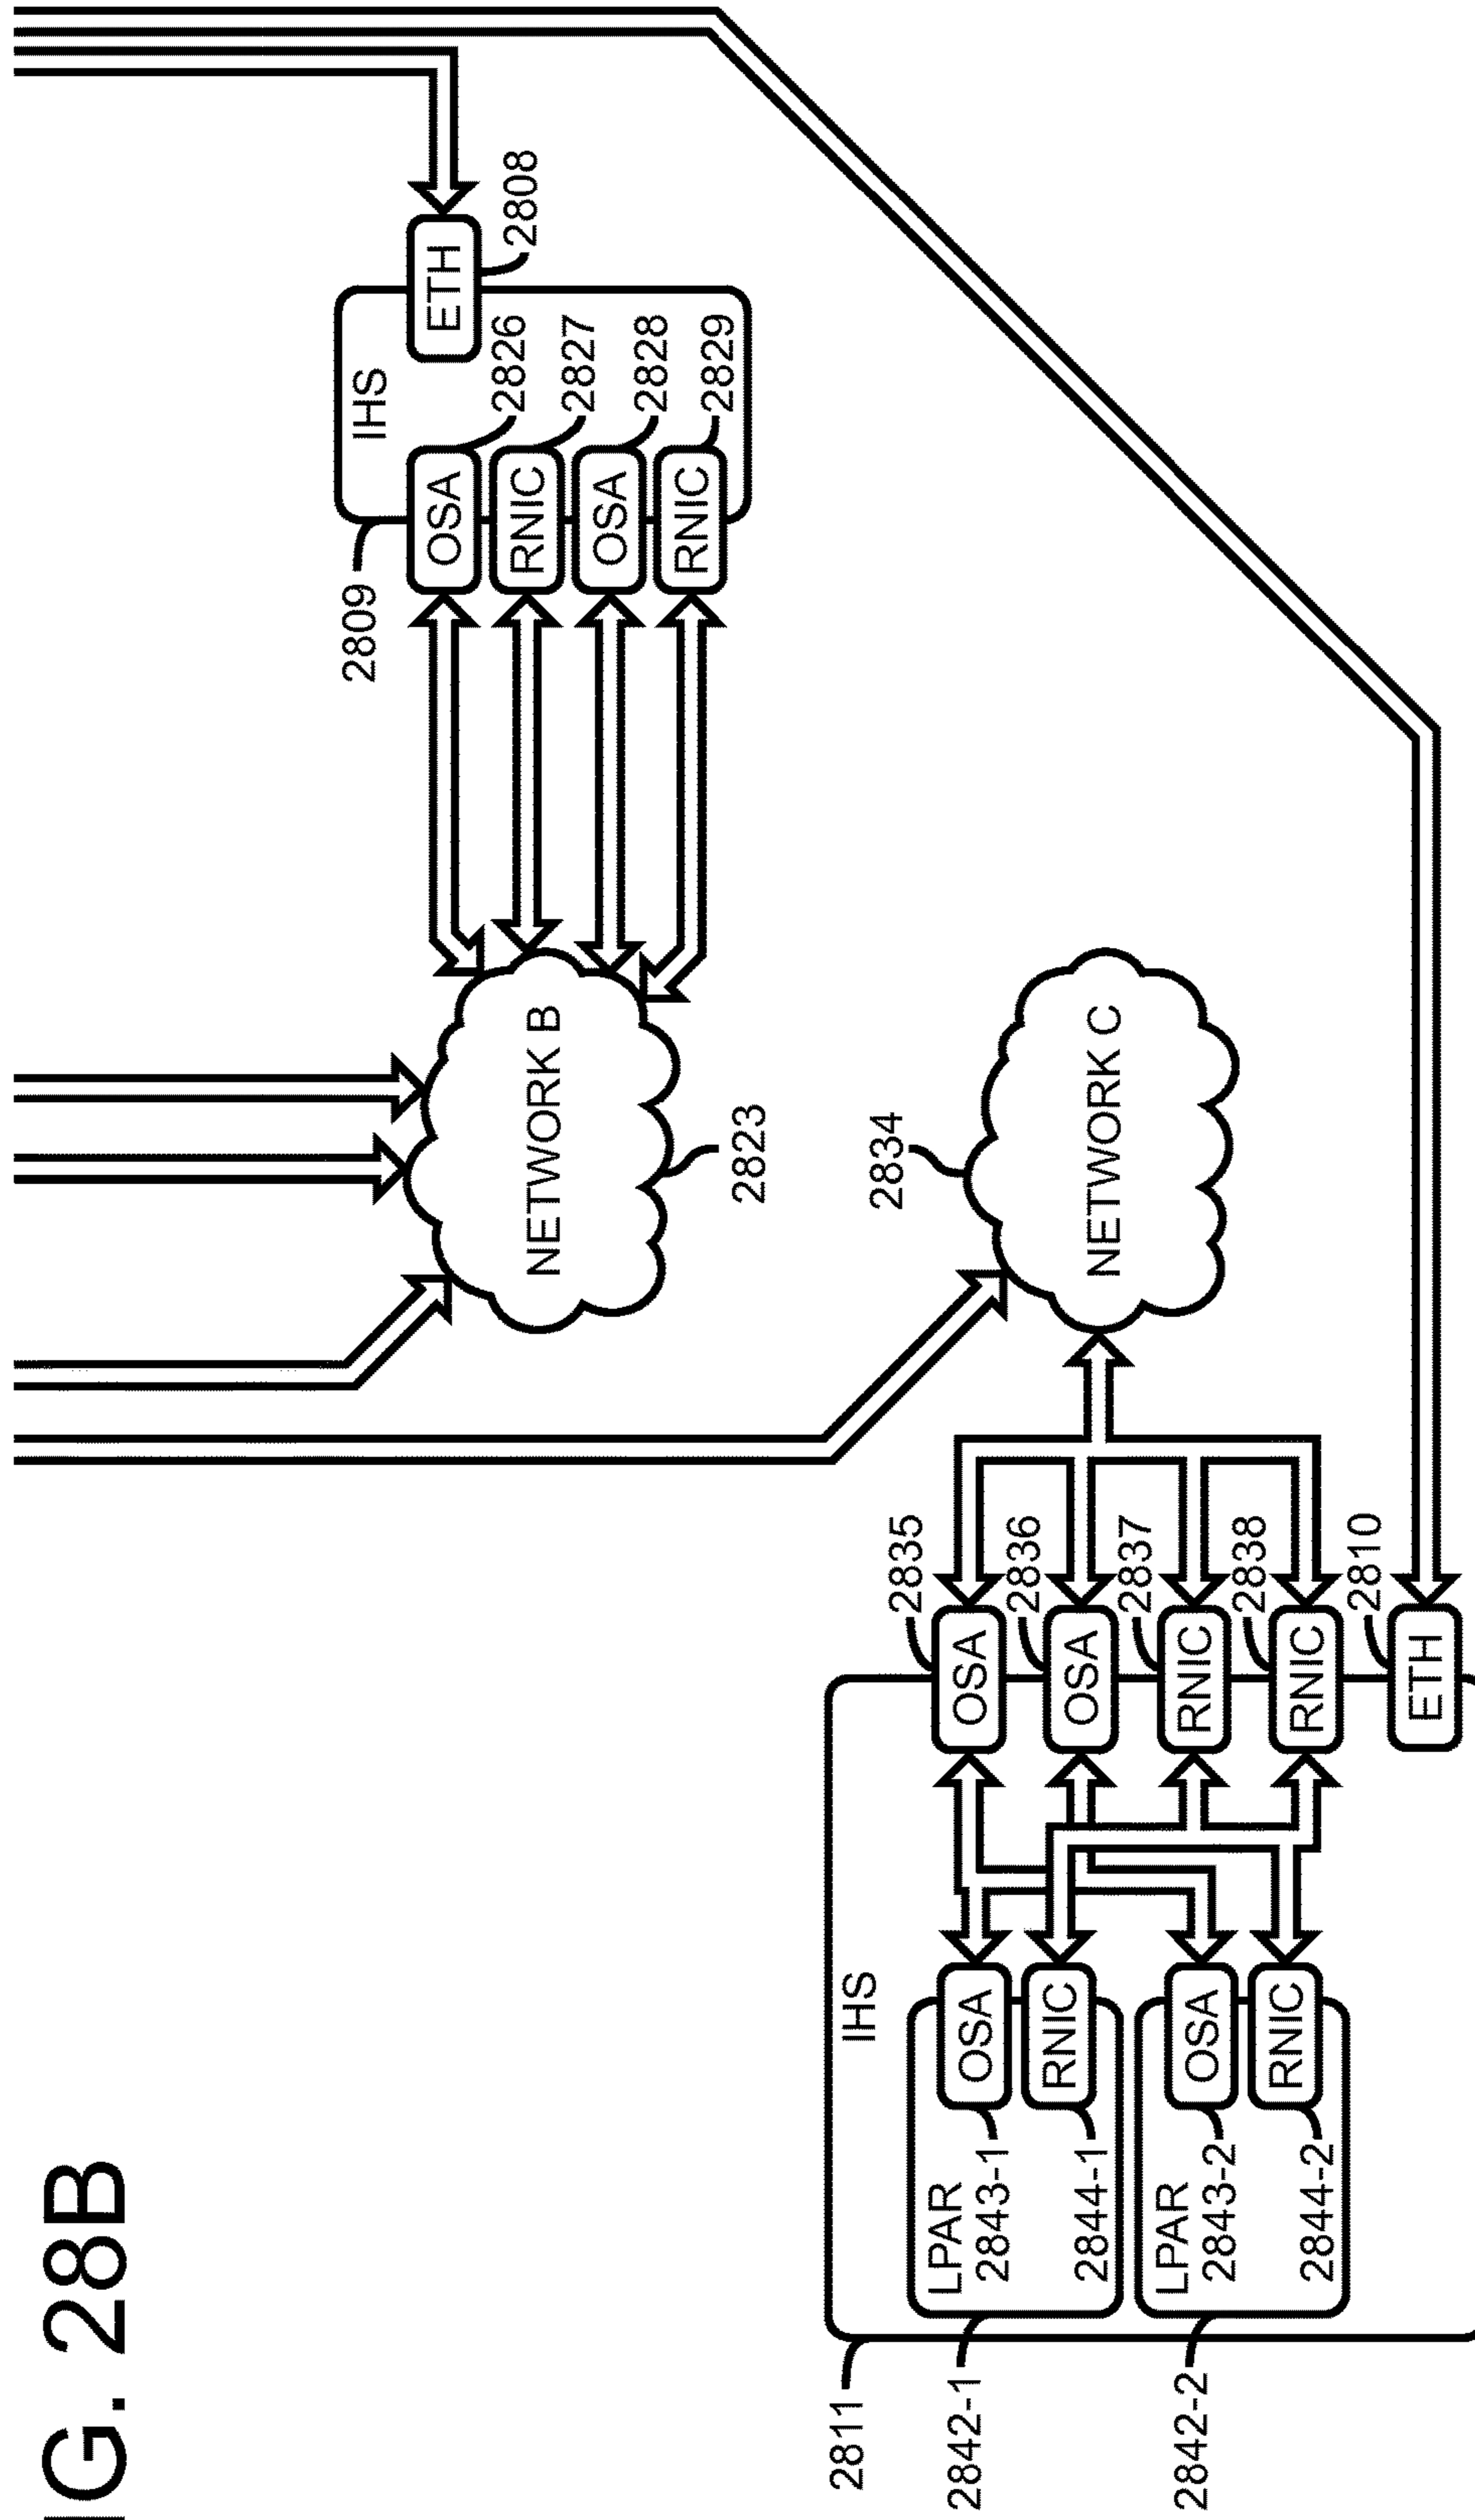 IG. 28B
2808
ETH
IHS
2826
2827
2828
2829
OSA
RNIC
OSA
RNIC
2809
NETWORK B
2823
2834
NETWORK C
2835
2836
2837
2838
2810
OSA
OSA
RNIC
RNIC
ETH
IHS
OSA
RNIC
OSA
RNIC
LPAR
2843-1
2844-1
LPAR
2843-2
2844-2
2811
2842-1
2842-2